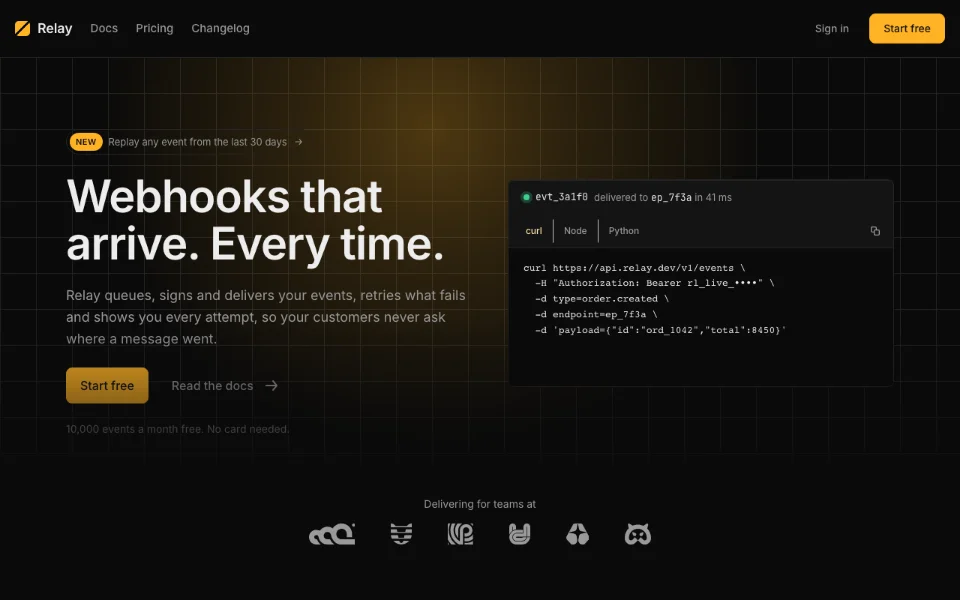 Relay Docs Pricing Changelog Sign in Start free
NEW Replay any event from the last 30 days →
Webhooks that
arrive. Every time.
Relay queues, signs and delivers your events, retries what fails
and shows you every attempt, so your customers never ask
where a message went.
Start free Read the docs →
10,000 events a month free. No card needed.
evt_3a1f0 delivered to ep_7f3a in 41 ms
curl Node Python
curl https://api.relay.dev/v1/events \
-H "Authorization: Bearer rl_live_••••" \
-d type=order.created \
-d endpoint=ep_7f3a \
-d 'payload={"id":"ord_1042","total":8450}'
Delivering for teams at